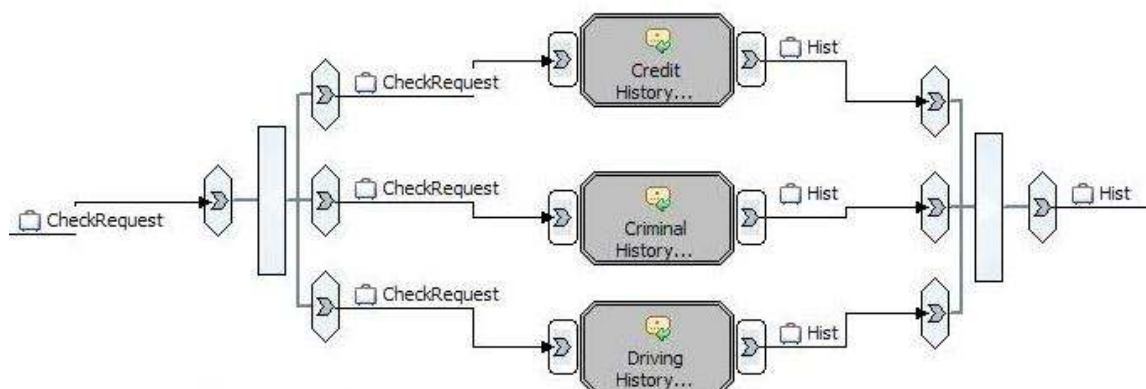 Hist
CheckRequest
Credit
History...
CheckRequest
Hist
CheckRequest
Hist
CheckRequest
Criminal
History...
CheckRequest
Hist
Driving
History...